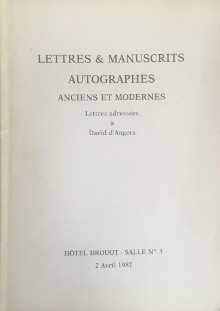 LETTRES & MANUSCRITS
AUTOGRAPHES
ANCIENS ET MODERNES
Lettres adressées
à
David d'Angers
HÔTEL DROUOT - SALLE N° 3
2 Avril 1987